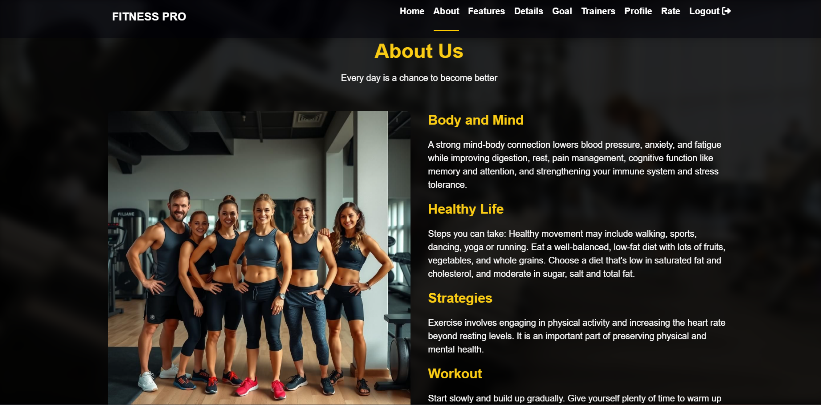 FITNESS PRO
Home About Features Details Goal Trainers Profile Rate Logout
About Us
Every day is a chance to become better
Body and Mind
A strong mind-body connection lowers blood pressure, anxiety, and fatigue
while improving digestion, rest, pain management, cognitive function like
memory and attention, and strengthening your immune system and stress
tolerance.
Healthy Life
Steps you can take: Healthy movement may include walking, sports,
dancing, yoga or running. Eat a well-balanced, low-fat diet with lots of fruits,
vegetables, and whole grains. Choose a diet that's low in saturated fat and
cholesterol, and moderate in sugar, salt and total fat.
Strategies
Exercise involves engaging in physical activity and increasing the heart rate
beyond resting levels. It is an important part of preserving physical and
mental health.
Workout
Start slowly and build up gradually. Give yourself plenty of time to warm up